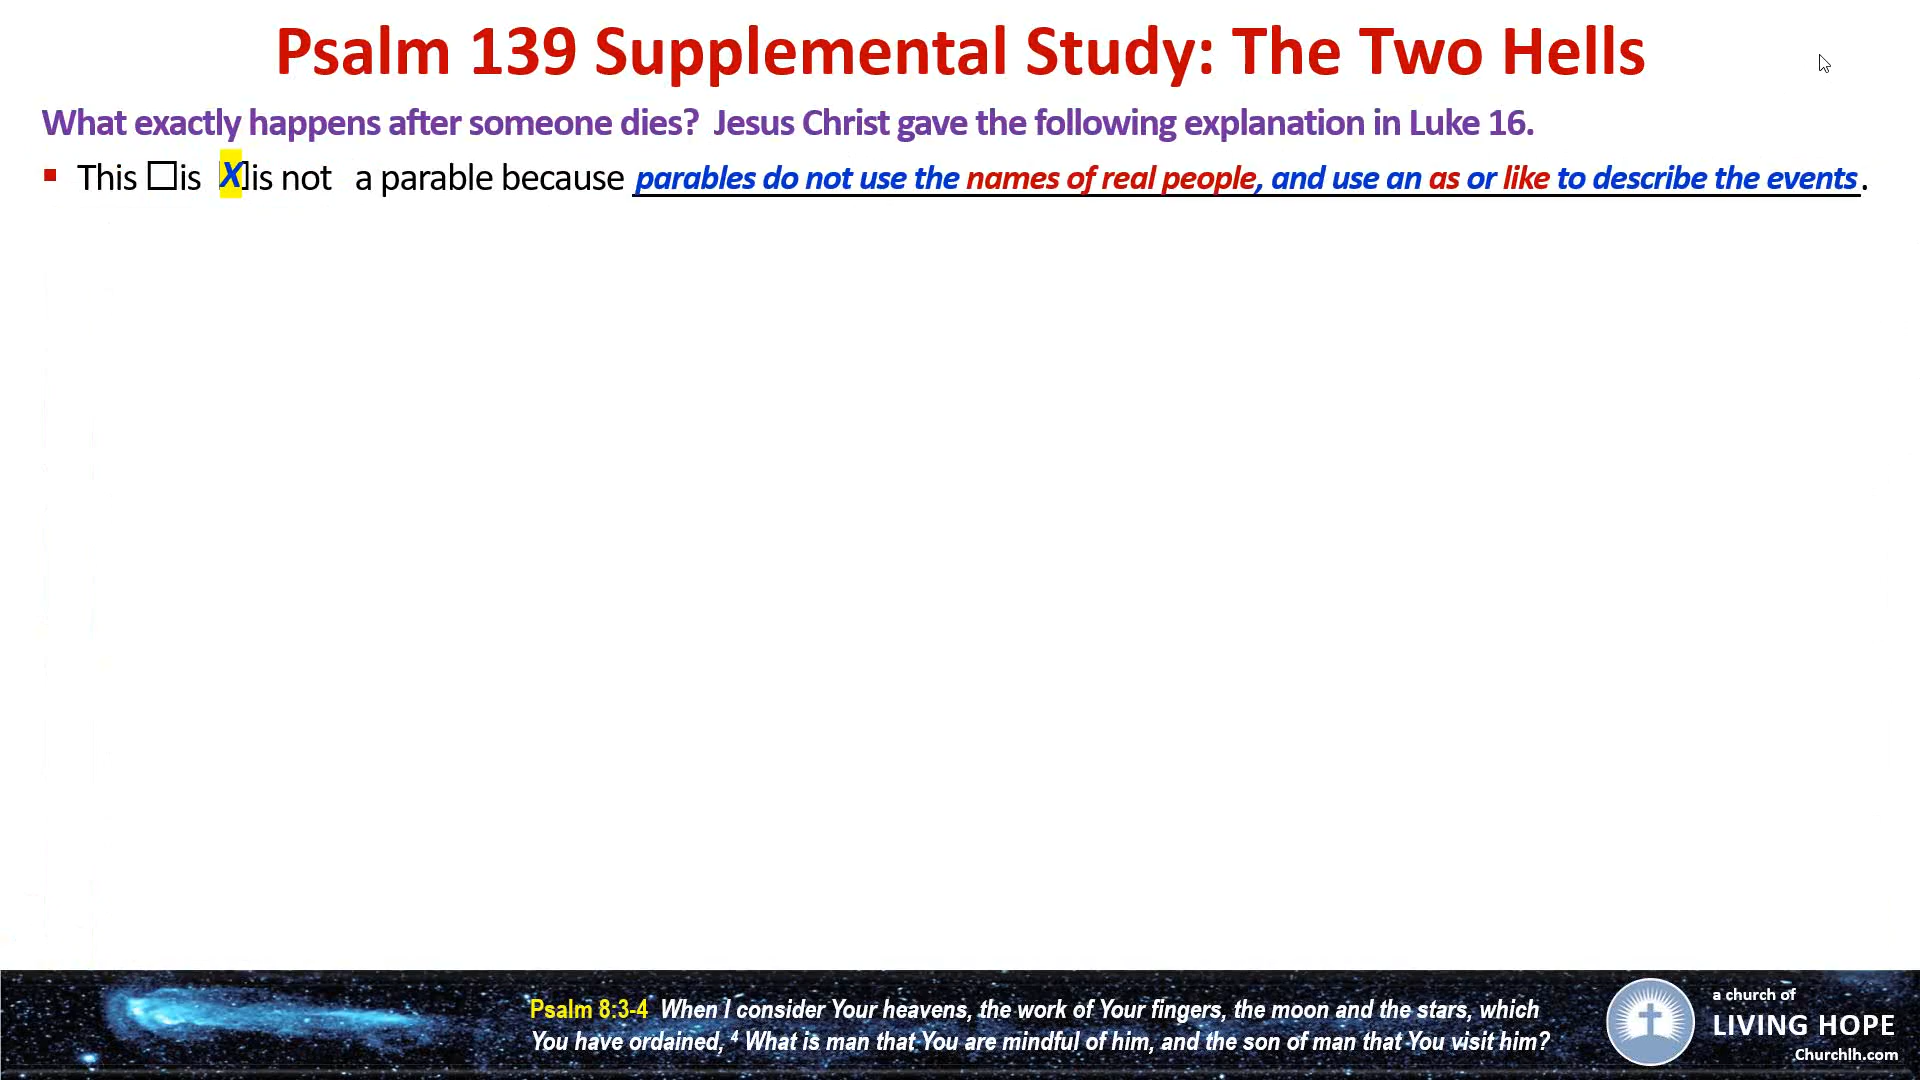 Psalm 139 Supplemental Study: The Two Hells
What exactly happens after someone dies? Jesus Christ gave the following explanation in Luke 16.
▪ This ☐is X☐is not a parable because parables do not use the names of real people, and use an as or like to describe the events.
Psalm 8:3-4 When I consider Your heavens, the work of Your fingers, the moon and the stars, which
You have ordained, ⁴ What is man that You are mindful of him, and the son of man that You visit him?
a church of
LIVING HOPE
Churchlh.com